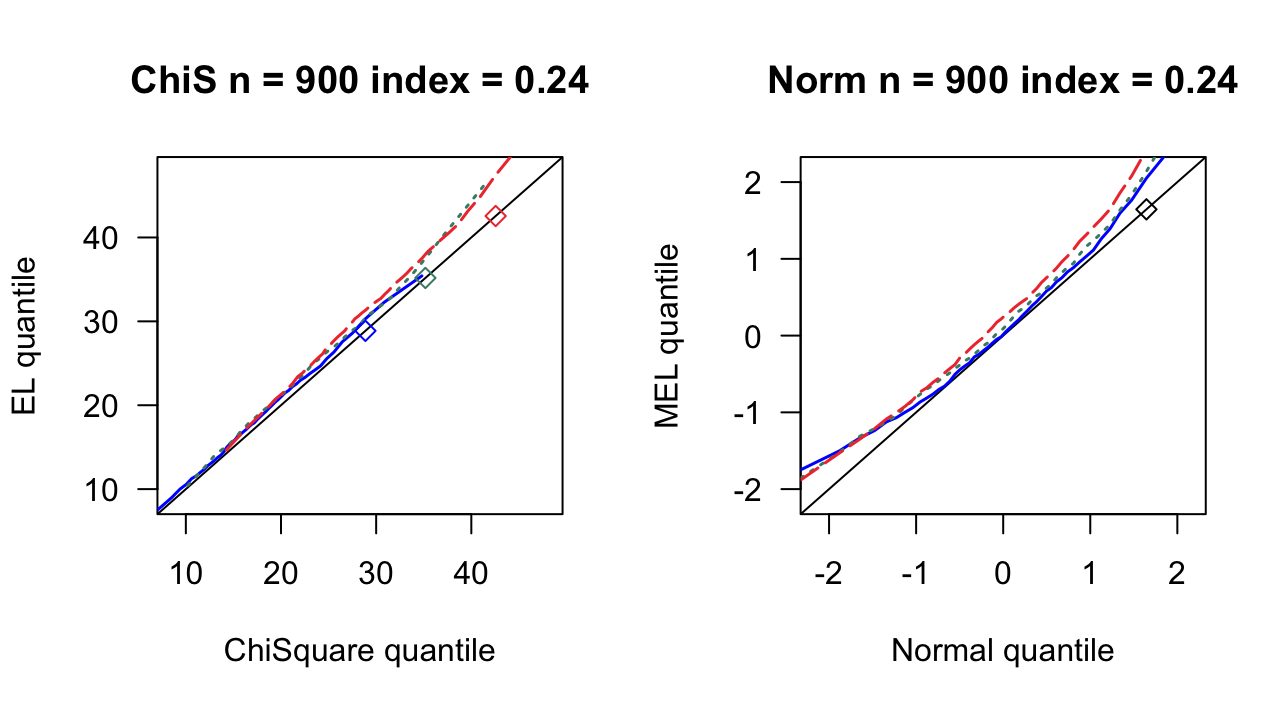 ChiS n = 900 index = 0.24
EL quantile
40
30
20
10
10 20 30 40
ChiSquare quantile
Norm n = 900 index = 0.24
MEL quantile
2
1
0
-1
-2
-2 -1 0 1 2
Normal quantile